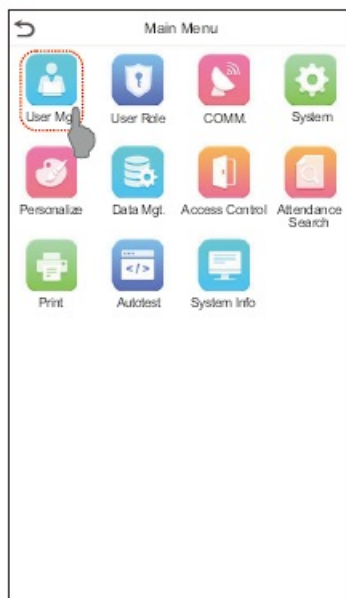 Main Menu
User Mg
User Role
COMM.
System
Personalize
Data Mgt.
Access Control
Attendance
Search
Print
Autotest
System Info